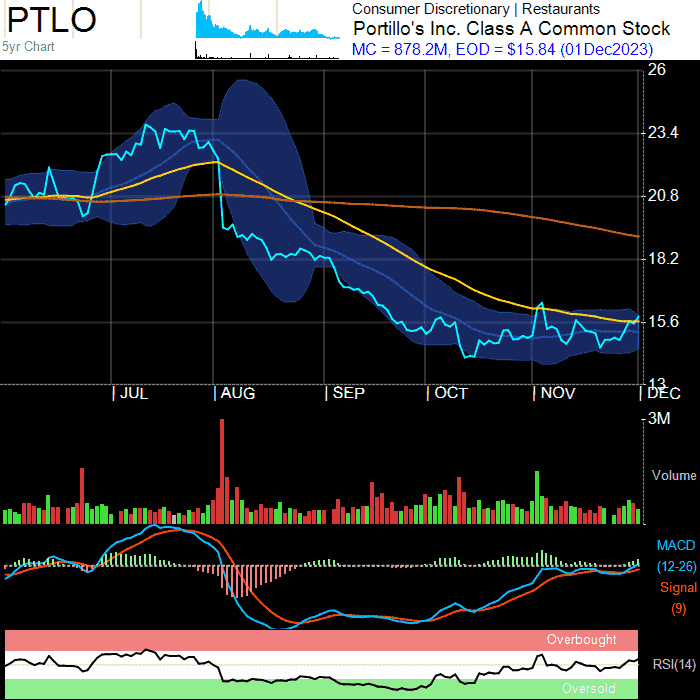 PTLO
5yr Chart
Consumer Discretionary | Restaurants
Portillo's Inc. Class A Common Stock
MC = 878.2M, EOD = $15.84 (01Dec2023)
26
23.4
20.8
18.2
15.6
13
JUL
AUG
SEP
OCT
NOV
DEC
3M
Volume
MACD
(12-26)
Signal
(9)
Overbought
RSI(14)
Oversold